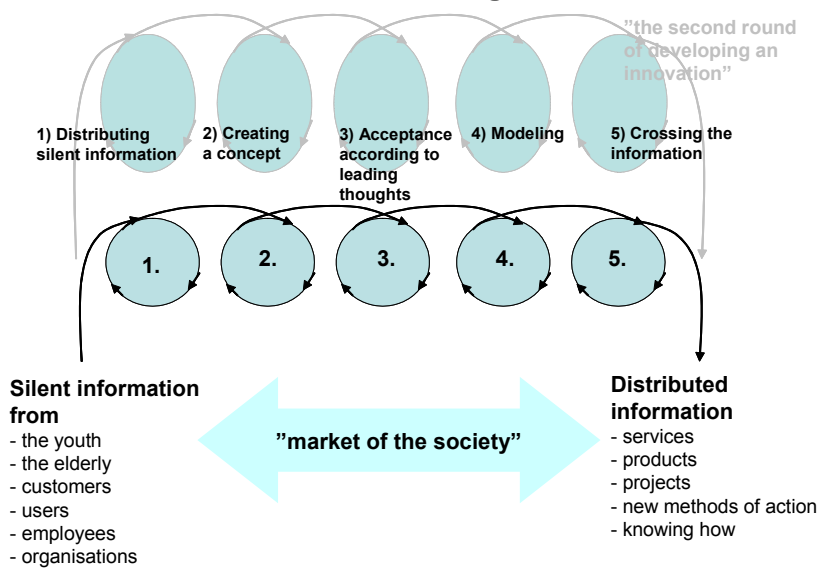 ”the second round
of developing an
innovation”
1) Distributing
silent information
2) Creating
a concept
3) Acceptance
according to
leading
thoughts
4) Modeling
5) Crossing the
information
1.
2.
3.
4.
5.
Silent information
from
- the youth
- the elderly
- customers
- users
- employees
- organisations
”market of the society”
Distributed
information
- services
- products
- projects
- new methods of action
- knowing how